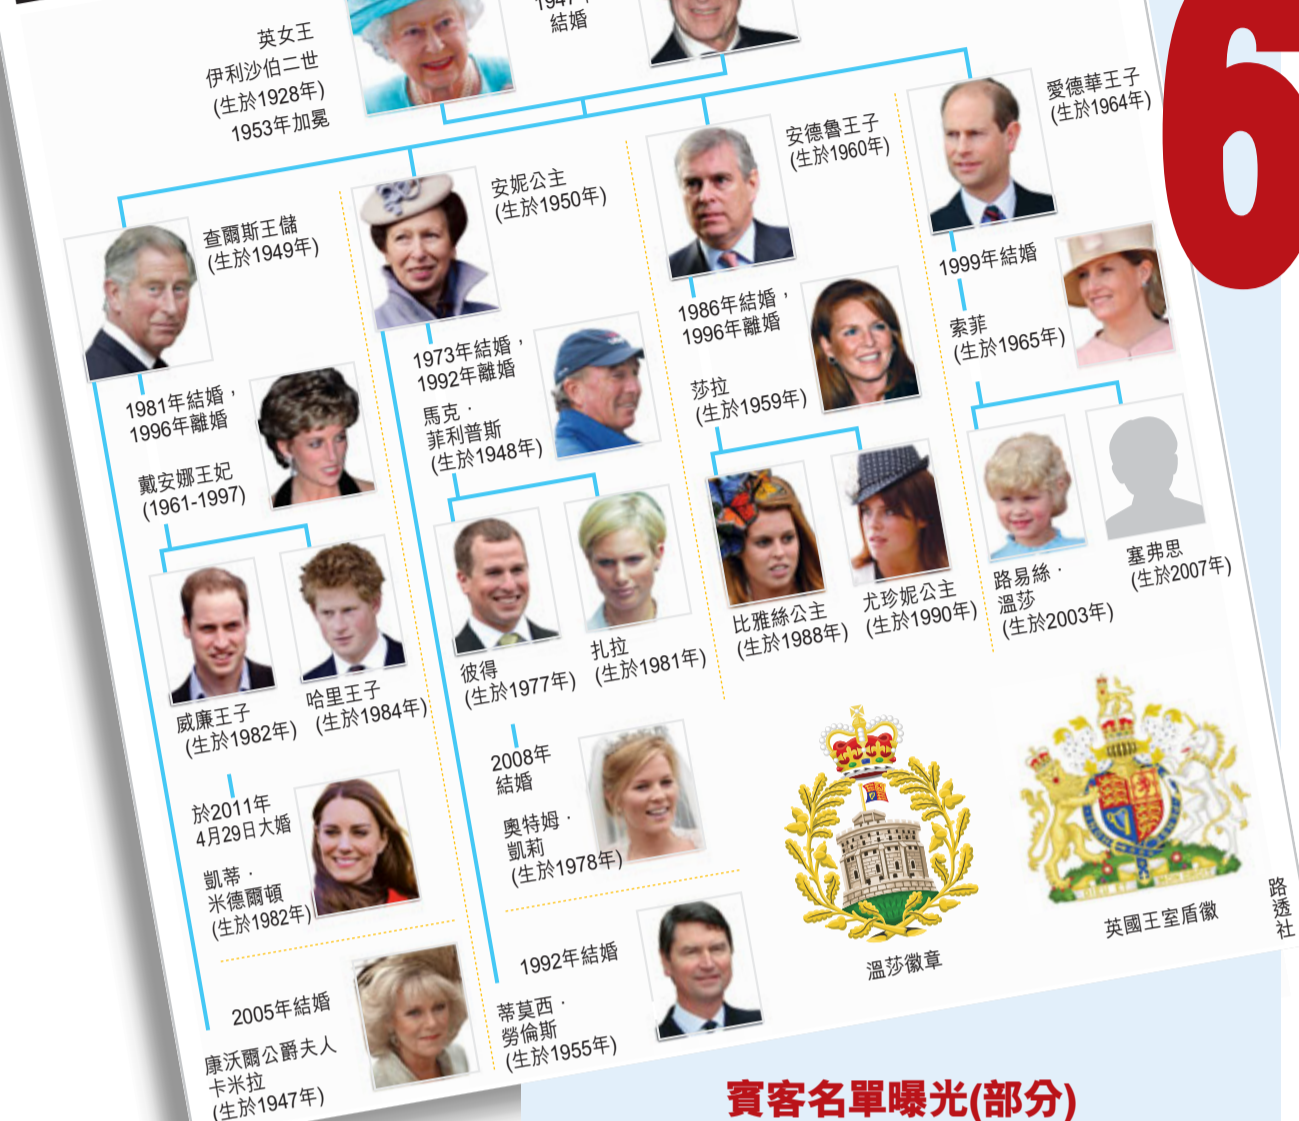 英女王
伊利沙伯二世
(生於1928年)
1953年加冕
結婚
6
查爾斯王儲
(生於1949年)
1981年結婚，
1996年離婚
戴安娜王妃
(1961-1997)
威廉王子
(生於1982年)
哈里王子
(生於1984年)
於2011年
4月29日大婚
凱蒂．
米德爾頓
(生於1982年)
2005年結婚
康沃爾公爵夫人
卡米拉
(生於1947年)
安妮公主
(生於1950年)
1973年結婚，
1992年離婚
馬克．
菲利普斯
(生於1948年)
彼得
(生於1977年)
扎拉
(生於1981年)
2008年
結婚
奧特姆．
凱莉
(生於1978年)
1992年結婚
蒂莫西．
勞倫斯
(生於1955年)
安德魯王子
(生於1960年)
1986年結婚，
1996年離婚
莎拉
(生於1959年)
比雅絲公主
(生於1988年)
尤珍妮公主
(生於1990年)
愛德華王子
(生於1964年)
1999年結婚
索菲
(生於1965年)
路易絲．
溫莎
(生於2003年)
塞弗思
(生於2007年)
溫莎徽章
英國王室盾徽
路透社
賓客名單曝光(部分)